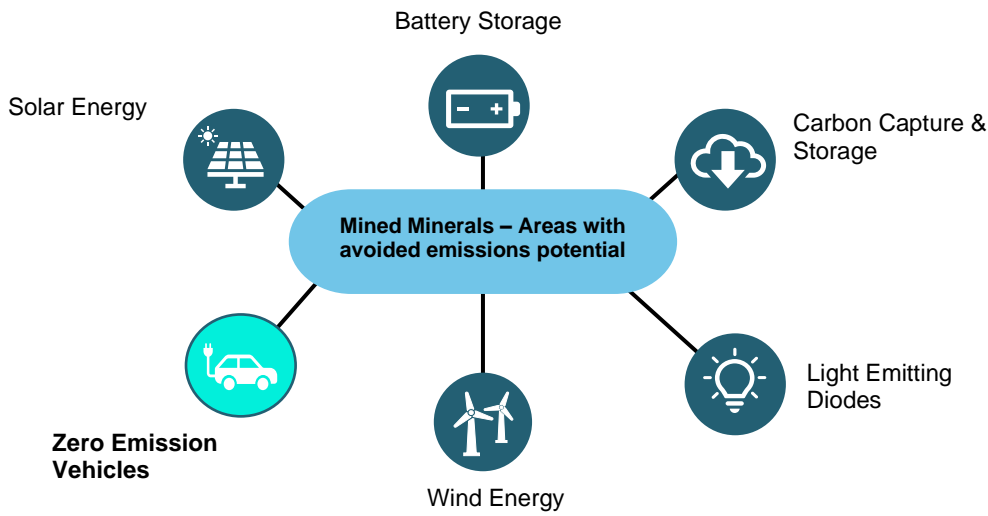 Battery Storage
Solar Energy
Carbon Capture &
Storage
Mined Minerals – Areas with
avoided emissions potential
Zero Emission
Vehicles
Light Emitting
Diodes
Wind Energy